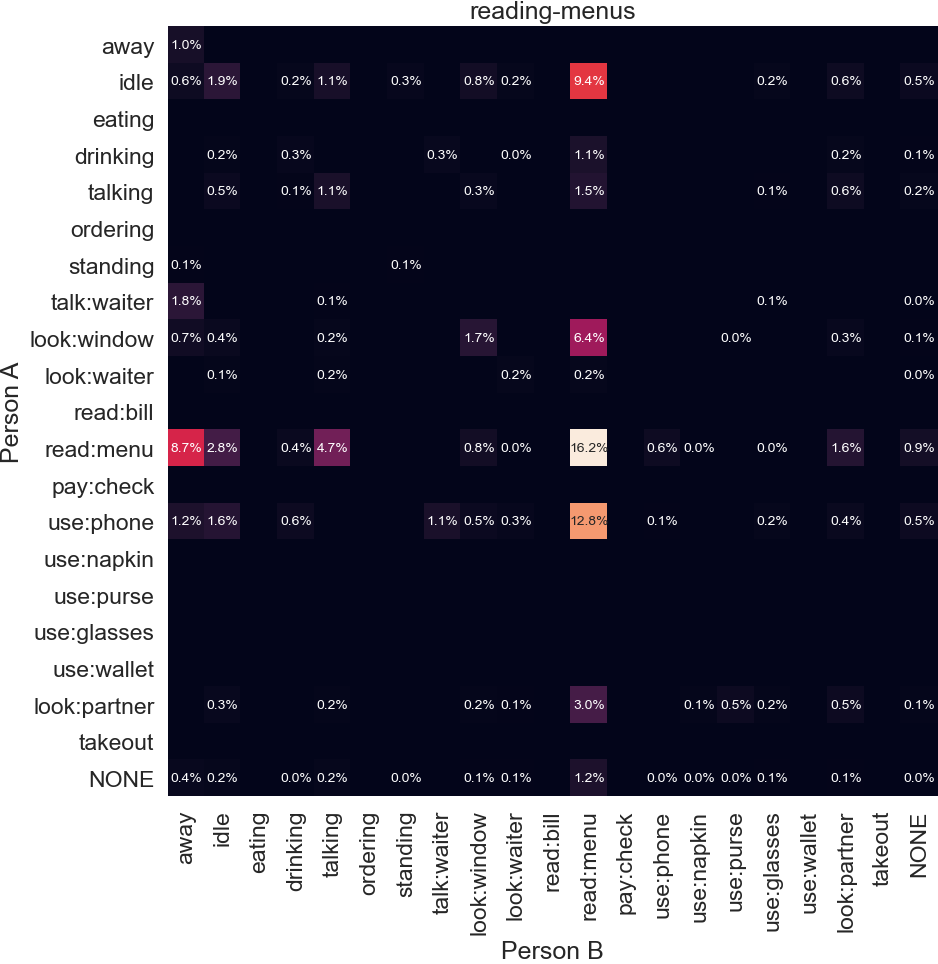 reading-menus
away 1.0%
idle 0.6% 1.9% 0.2% 1.1% 0.3% 0.8% 0.2% 9.4% 0.2% 0.6% 0.5%
eating
drinking 0.2% 0.3% 0.3% 0.0% 1.1% 0.2% 0.1%
talking 0.5% 0.1% 1.1% 0.3% 1.5% 0.1% 0.6% 0.2%
ordering
standing 0.1% 0.1%
talk:waiter 1.8% 0.1% 0.1% 0.0%
look:window 0.7% 0.4% 0.2% 1.7% 6.4% 0.0% 0.3% 0.1%
look:waiter 0.1% 0.2% 0.2% 0.2% 0.0%
read:bill
read:menu 8.7% 2.8% 0.4% 4.7% 0.8% 0.0% 16.2% 0.6% 0.0% 0.0% 1.6% 0.9%
pay:check
use:phone 1.2% 1.6% 0.6% 1.1% 0.5% 0.3% 12.8% 0.1% 0.2% 0.4% 0.5%
use:napkin
use:purse
use:glasses
use:wallet
look:partner 0.3% 0.2% 0.2% 0.1% 3.0% 0.1% 0.5% 0.2% 0.5% 0.1%
takeout
NONE 0.4% 0.2% 0.0% 0.2% 0.0% 0.1% 0.1% 1.2% 0.0% 0.0% 0.0% 0.1% 0.1% 0.0%
Person A
away
idle
eating
drinking
talking
ordering
standing
talk:waiter
look:window
look:waiter
read:bill
read:menu
pay:check
use:phone
use:napkin
use:purse
use:glasses
use:wallet
look:partner
takeout
NONE
Person B